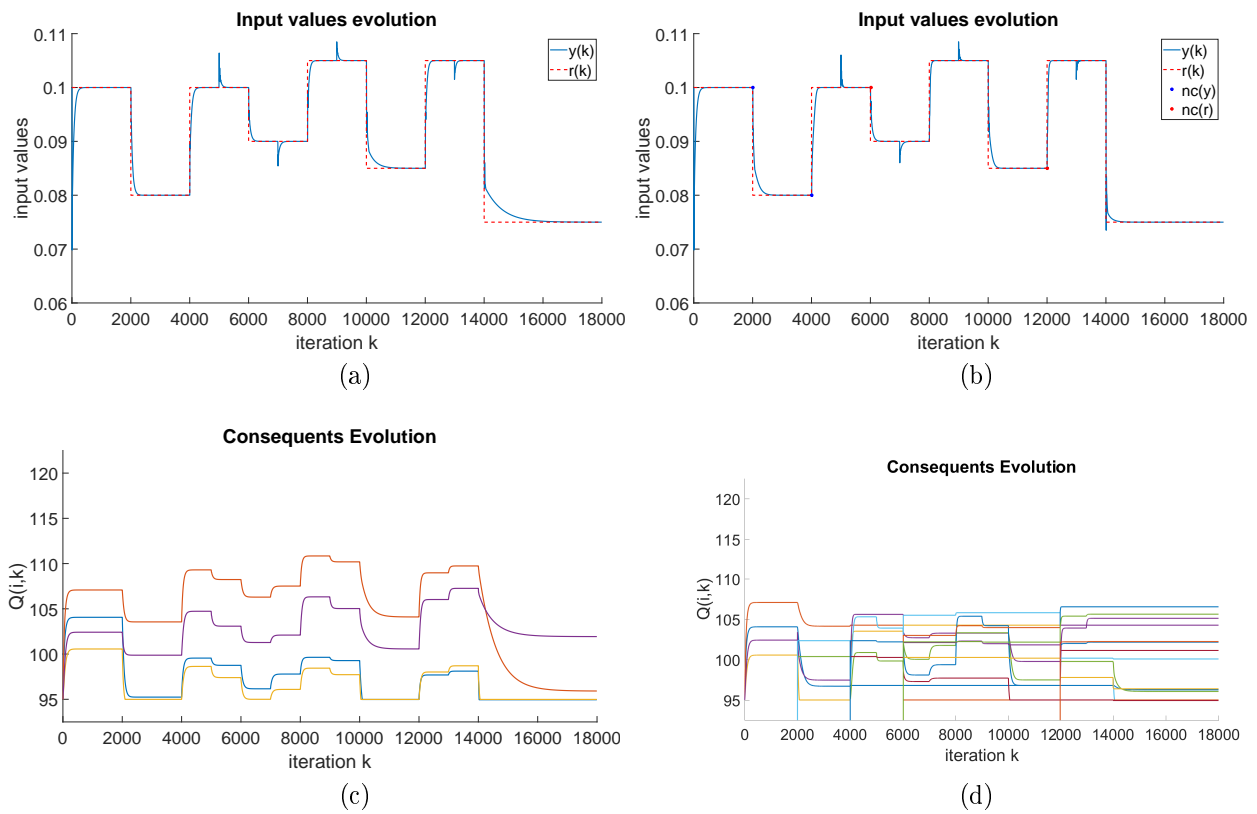 Input values evolution
0.11
0.1
0.09
0.08
0.07
0.06
input values
0 2000 4000 6000 8000 10000 12000 14000 16000 18000
iteration k
y(k)
r(k)
(a)
Input values evolution
0.11
0.1
0.09
0.08
0.07
0.06
input values
0 2000 4000 6000 8000 10000 12000 14000 16000 18000
iteration k
y(k)
r(k)
nc(y)
nc(r)
(b)
Consequents Evolution
120
115
110
105
100
95
Q(i,k)
0 2000 4000 6000 8000 10000 12000 14000 16000 18000
iteration k
(c)
Consequents Evolution
120
115
110
105
100
95
Q(i,k)
0 2000 4000 6000 8000 10000 12000 14000 16000 18000
iteration k
(d)